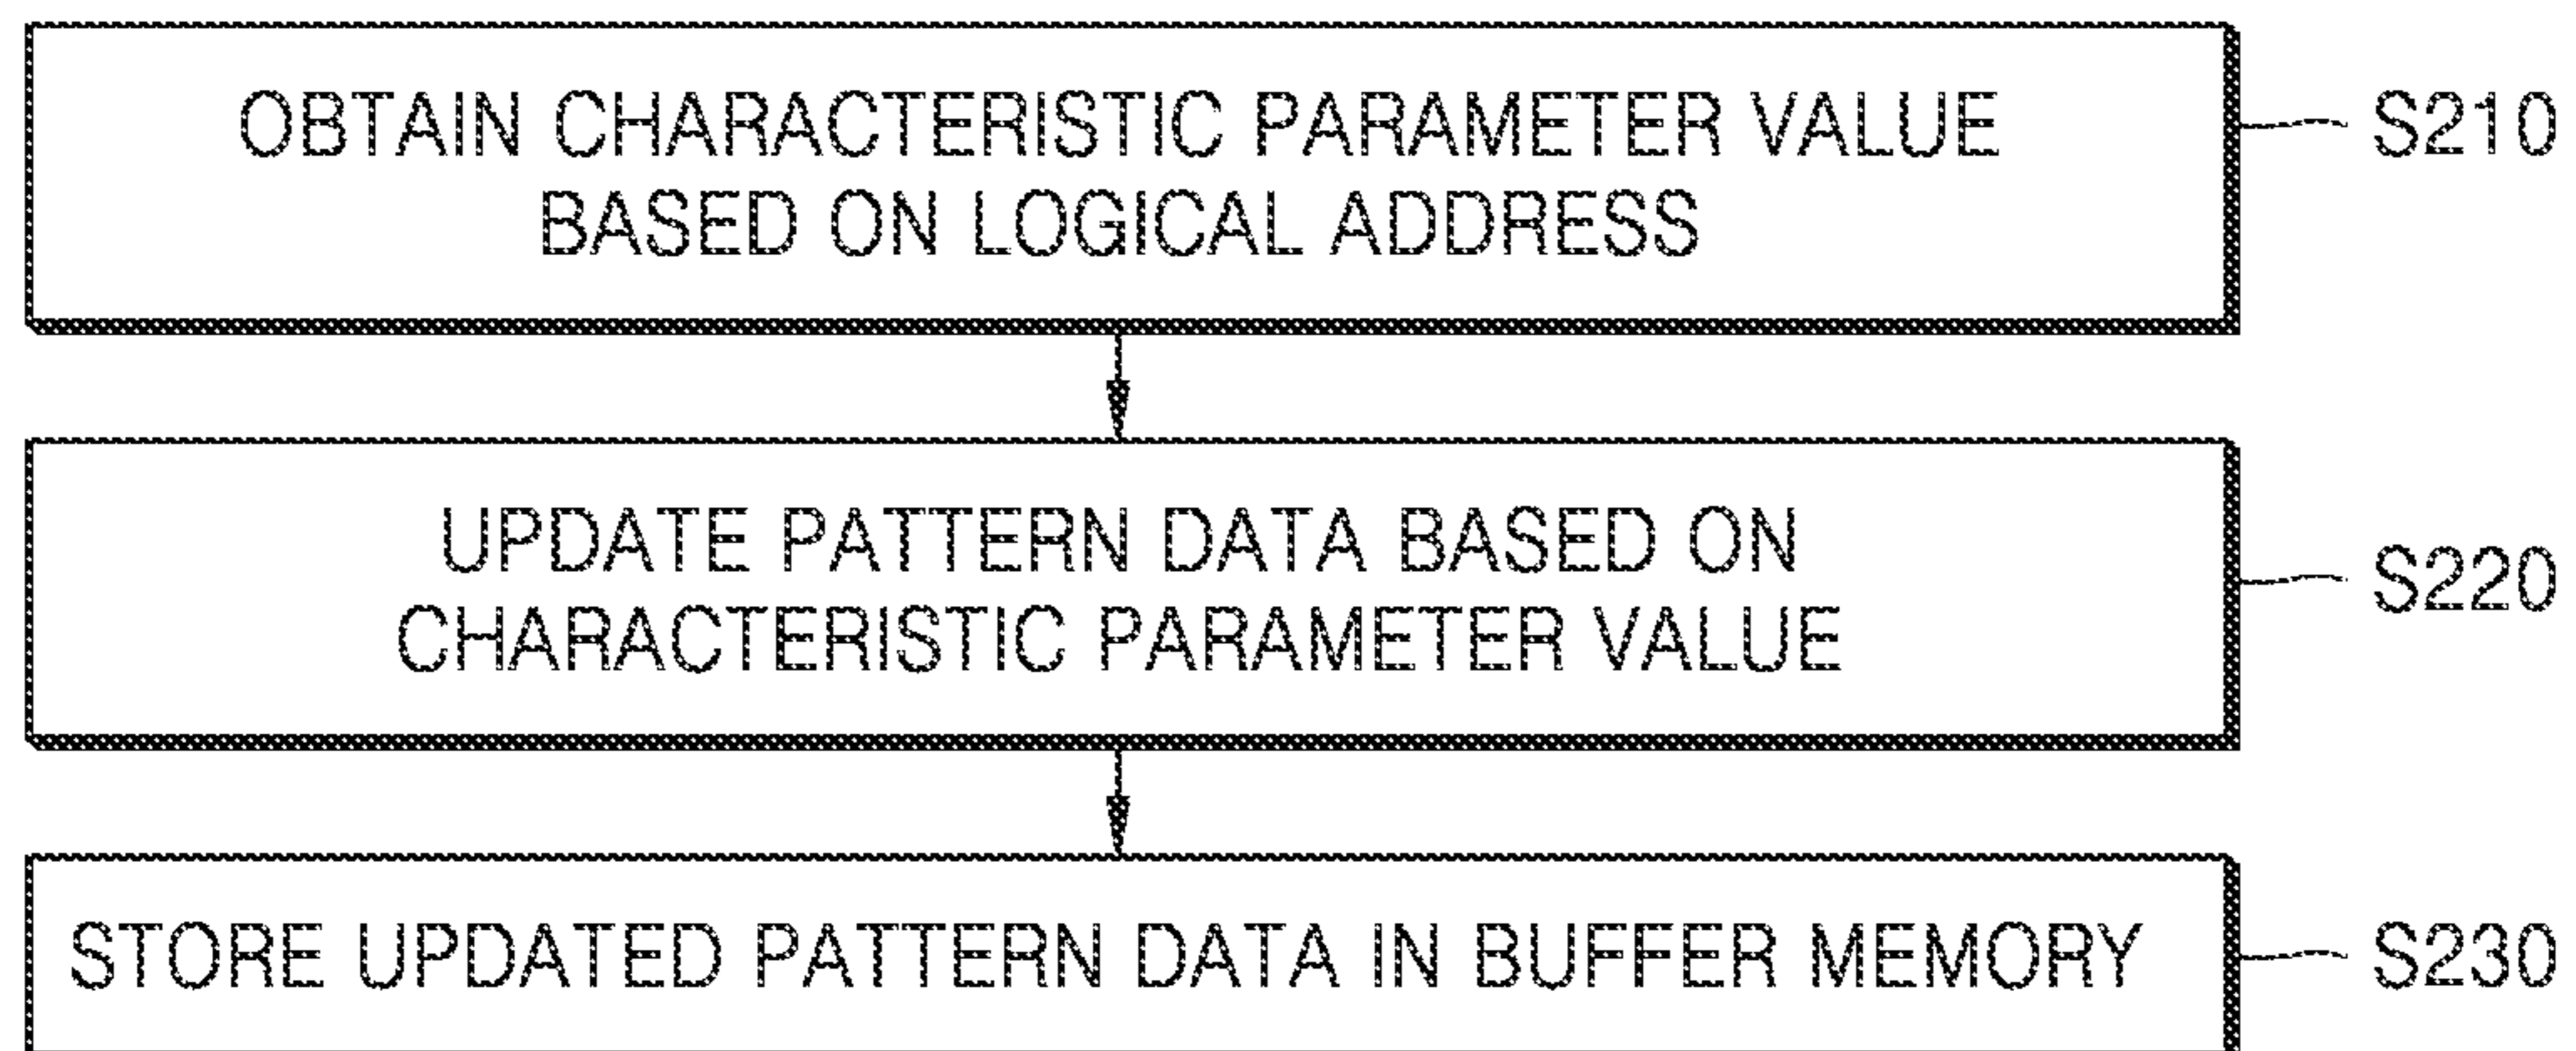 OBTAIN CHARACTERISTIC PARAMETER VALUE
BASED ON LOGICAL ADDRESS
S210
UPDATE PATTERN DATA BASED ON
CHARACTERISTIC PARAMETER VALUE
S220
STORE UPDATED PATTERN DATA IN BUFFER MEMORY
S230